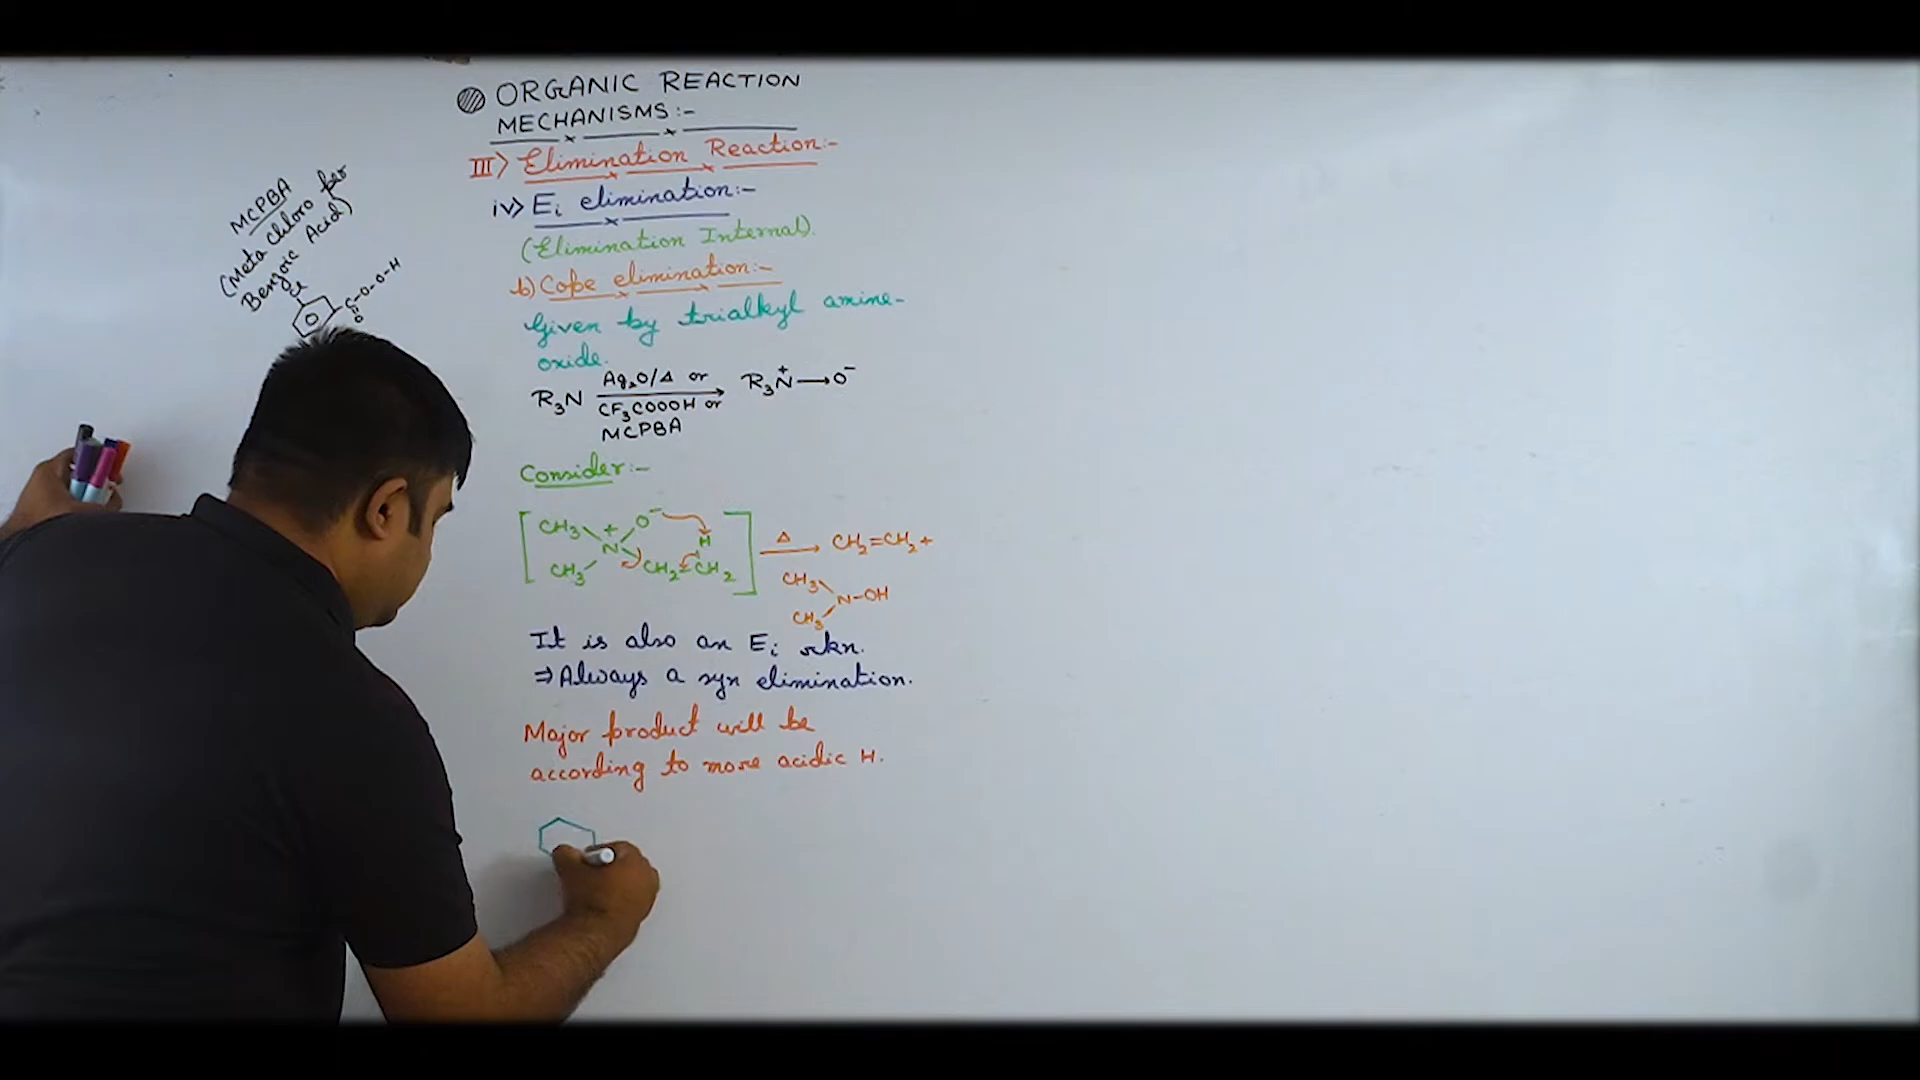 ORGANIC REACTION
MECHANISMS:-
III> Elimination Reaction:-
iv> Ei elimination:-
(Elimination Internal).
b) Cope elimination:-
Given by trialkyl amine-
oxide.
R3N Ag2O/Δ or R3N+→O-
CF3COOOH or
MCPBA
Consider:-
CH3 + O- H
N
CH3 CH2-CH2 Δ CH2=CH2 +
CH3
N-OH
CH3
It is also an Ei rkn.
⇒ Always a syn elimination.
Major product will be
according to more acidic H.
MCPBA
(Meta Chloro per
Benzoic Acid)
Cl
C-O-O-H
O